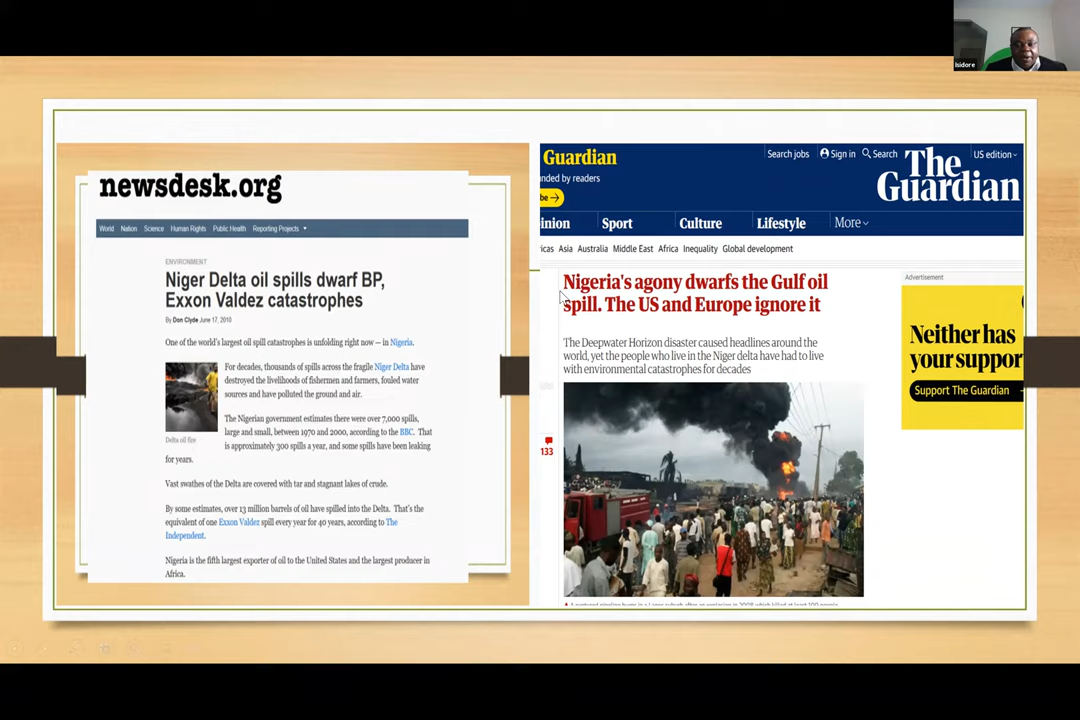 Isidore
newsdesk.org
World Nation Science Human Rights Public Health Reporting Projects
ENVIRONMENT
Niger Delta oil spills dwarf BP,
Exxon Valdez catastrophes
By Don Clyde June 17, 2010
One of the world's largest oil spill catastrophes is unfolding right now — in Nigeria.
For decades, thousands of spills across the fragile Niger Delta have
destroyed the livelihoods of fishermen and farmers, fouled water
sources and have polluted the ground and air.
Delta oil fire
The Nigerian government estimates there were over 7,000 spills,
large and small, between 1970 and 2000, according to the BBC. That
is approximately 300 spills a year, and some spills have been leaking
for years.
Vast swathes of the Delta are covered with tar and stagnant lakes of crude.
By some estimates, over 13 million barrels of oil have spilled into the Delta. That's the
equivalent of one Exxon Valdez spill every year for 40 years, according to The
Independent.
Nigeria is the fifth largest exporter of oil to the United States and the largest producer in
Africa.
Guardian
nded by readers
be →
Search jobs Sign in Search US edition
The
Guardian
inion Sport Culture Lifestyle More
icas Asia Australia Middle East Africa Inequality Global development
Nigeria's agony dwarfs the Gulf oil
spill. The US and Europe ignore it
The Deepwater Horizon disaster caused headlines around the
world, yet the people who live in the Niger delta have had to live
with environmental catastrophes for decades
133
Advertisement
Neither has
your suppor
Support The Guardian